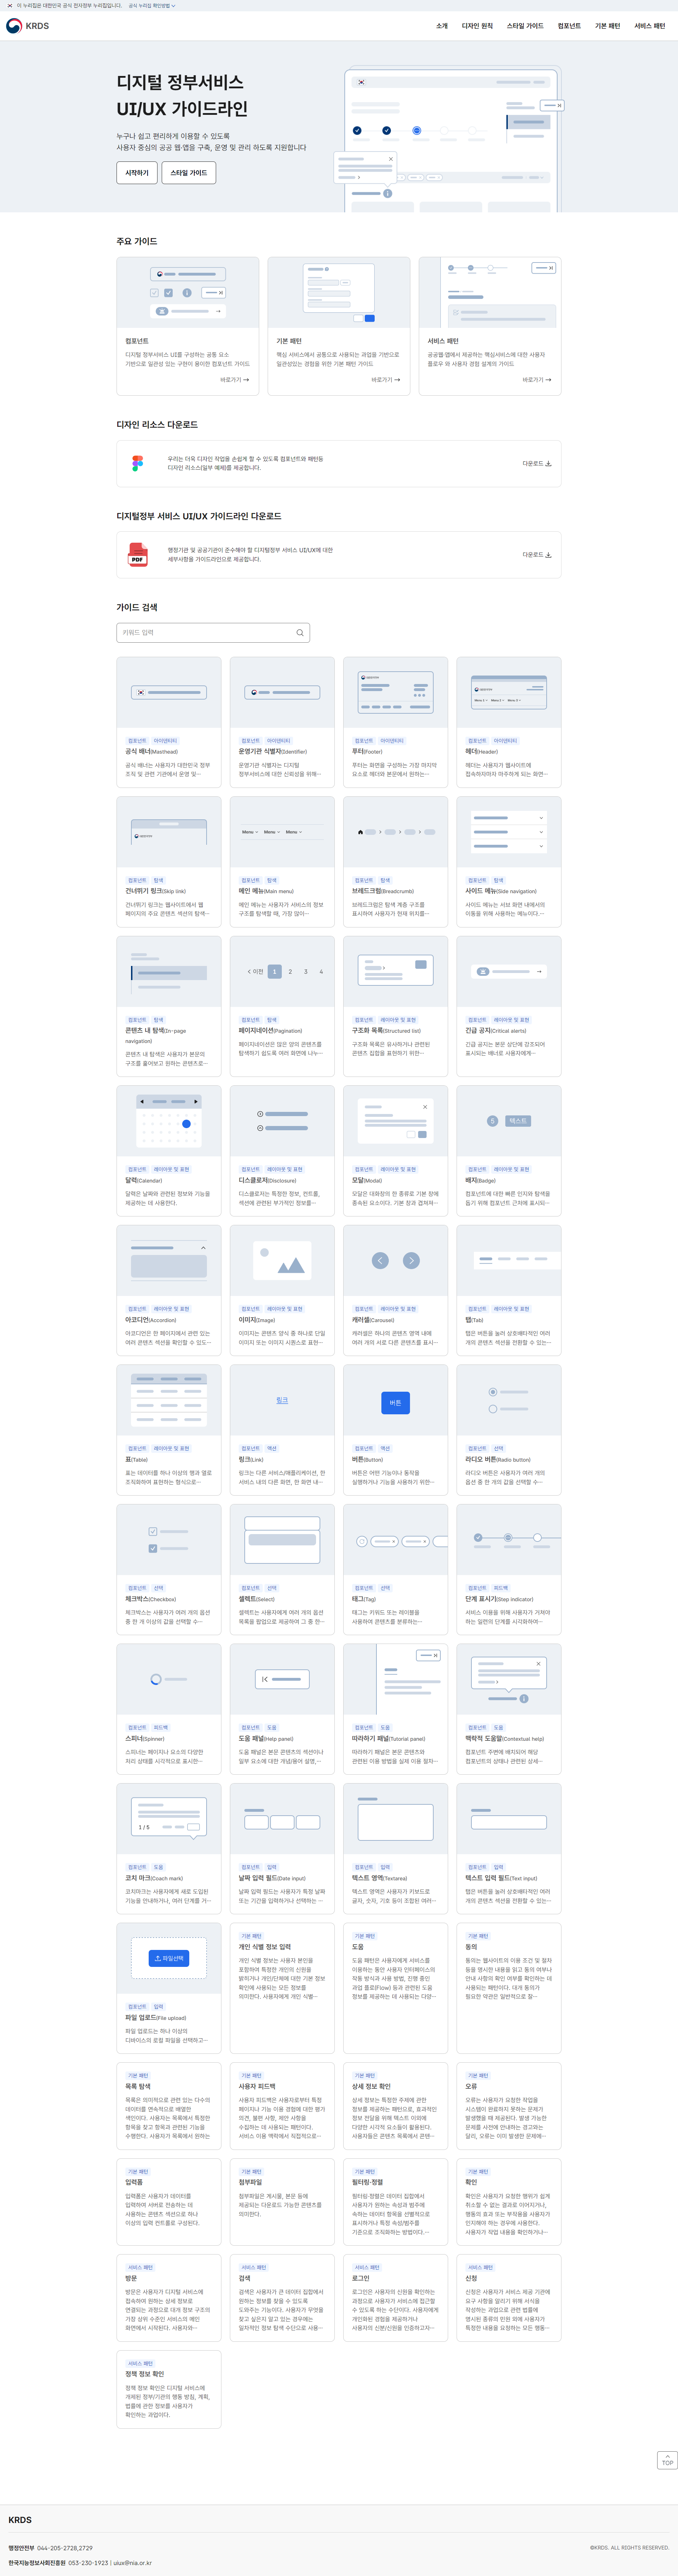 이 누리집은 대한민국 공식 전자정부 누리집입니다. 공식 누리집 확인방법
KRDS
소개 디자인 원칙 스타일 가이드 컴포넌트 기본 패턴 서비스 패턴
디지털 정부서비스
UI/UX 가이드라인
누구나 쉽고 편리하게 이용할 수 있도록
사용자 중심의 공공 웹·앱을 구축, 운영 및 관리 하도록 지원합니다
시작하기 스타일 가이드
주요 가이드
컴포넌트
디지털 정부서비스 UI를 구성하는 공통 요소
기반으로 일관성 있는 구현이 용이한 컴포넌트 가이드
바로가기
기본 패턴
핵심 서비스에서 공통으로 사용되는 과업을 기반으로
일관성있는 경험을 위한 기본 패턴 가이드
바로가기
서비스 패턴
공공웹·앱에서 제공하는 핵심서비스에 대한 사용자
플로우 와 사용자 경험 설계의 가이드
바로가기
디자인 리소스 다운로드
우리는 더욱 디자인 작업을 손쉽게 할 수 있도록 컴포넌트와 패턴등
디자인 리소스(일부 예제)를 제공합니다.
다운로드
디지털정부 서비스 UI/UX 가이드라인 다운로드
PDF
행정기관 및 공공기관이 준수해야 할 디지털정부 서비스 UI/UX에 대한
세부사항을 가이드라인으로 제공합니다.
다운로드
가이드 검색
키워드 입력
컴포넌트 아이덴티티
공식 배너(Masthead)
공식 배너는 사용자가 대한민국 정부
조직 및 관련 기관에서 운영 및…
컴포넌트 아이덴티티
운영기관 식별자(Identifier)
운영기관 식별자는 디지털
정부서비스에 대한 신뢰성을 위해…
컴포넌트 아이덴티티
푸터(Footer)
푸터는 화면을 구성하는 가장 마지막
요소로 헤더와 본문에서 원하는…
Menu 1 Menu 2 Menu 3
컴포넌트 아이덴티티
헤더(Header)
헤더는 사용자가 웹사이트에
접속하자마자 마주하게 되는 화면…
컴포넌트 탐색
건너뛰기 링크(Skip link)
건너뛰기 링크는 웹사이트에서 웹
페이지의 주요 콘텐츠 섹션의 탐색…
Menu Menu Menu
컴포넌트 탐색
메인 메뉴(Main menu)
메인 메뉴는 사용자가 서비스의 정보
구조를 탐색할 때, 가장 많이…
컴포넌트 탐색
브레드크럼(Breadcrumb)
브레드크럼은 탐색 계층 구조를
표시하여 사용자가 현재 위치를…
컴포넌트 탐색
사이드 메뉴(Side navigation)
사이드 메뉴는 서브 화면 내에서의
이동을 위해 사용하는 메뉴이다.…
컴포넌트 탐색
콘텐츠 내 탐색(In-page
navigation)
콘텐츠 내 탐색은 사용자가 본문의
구조를 훑어보고 원하는 콘텐츠로…
이전 1 2 3 4
컴포넌트 탐색
페이지네이션(Pagination)
페이지네이션은 많은 양의 콘텐츠를
탐색하기 쉽도록 여러 화면에 나누…
컴포넌트 레이아웃 및 표현
구조화 목록(Structured list)
구조화 목록은 유사하거나 관련된
콘텐츠 집합을 표현하기 위한…
컴포넌트 레이아웃 및 표현
긴급 공지(Critical alerts)
긴급 공지는 본문 상단에 강조되어
표시되는 배너로 사용자에게…
컴포넌트 레이아웃 및 표현
달력(Calendar)
달력은 날짜와 관련된 정보와 기능을
제공하는 데 사용한다.
컴포넌트 레이아웃 및 표현
디스클로저(Disclosure)
디스클로저는 특정한 정보, 컨트롤,
섹션에 관련된 부가적인 정보를…
컴포넌트 레이아웃 및 표현
모달(Modal)
모달은 대화창의 한 종류로 기본 창에
종속된 요소이다. 기본 창과 겹쳐져…
5 텍스트
컴포넌트 레이아웃 및 표현
배지(Badge)
컴포넌트에 대한 빠른 인지와 탐색을
돕기 위해 컴포넌트 근처에 표시되…
컴포넌트 레이아웃 및 표현
아코디언(Accordion)
아코디언은 한 페이지에서 관련 있는
여러 콘텐츠 섹션을 확인할 수 있도…
컴포넌트 레이아웃 및 표현
이미지(Image)
이미지는 콘텐츠 양식 중 하나로 단일
이미지 또는 이미지 시퀀스로 표현…
컴포넌트 레이아웃 및 표현
캐러셀(Carousel)
캐러셀은 하나의 콘텐츠 영역 내에
여러 개의 서로 다른 콘텐츠를 표시…
컴포넌트 레이아웃 및 표현
탭(Tab)
탭은 버튼을 눌러 상호배타적인 여러
개의 콘텐츠 섹션을 전환할 수 있는…
컴포넌트 레이아웃 및 표현
표(Table)
표는 데이터를 하나 이상의 행과 열로
조직화하여 표현하는 형식으로…
링크
컴포넌트 액션
링크(Link)
링크는 다른 서비스/애플리케이션, 한
서비스 내의 다른 화면, 한 화면 내…
버튼
컴포넌트 액션
버튼(Button)
버튼은 어떤 기능이나 동작을
실행하거나 기능을 사용하기 위한…
컴포넌트 선택
라디오 버튼(Radio button)
라디오 버튼은 사용자가 여러 개의
옵션 중 한 개의 값을 선택할 수…
컴포넌트 선택
체크박스(Checkbox)
체크박스는 사용자가 여러 개의 옵션
중 한 개 이상의 값을 선택할 수…
컴포넌트 선택
셀렉트(Select)
셀렉트는 사용자에게 여러 개의 옵션
목록을 팝업으로 제공하여 그 중 한…
컴포넌트 선택
태그(Tag)
태그는 키워드 또는 레이블을
사용하여 콘텐츠를 분류하는…
컴포넌트 피드백
단계 표시기(Step indicator)
서비스 이용을 위해 사용자가 거쳐야
하는 일련의 단계를 시각화하여…
컴포넌트 피드백
스피너(Spinner)
스피너는 페이지나 요소의 다양한
처리 상태를 시각적으로 표시한…
컴포넌트 도움
도움 패널(Help panel)
도움 패널은 본문 콘텐츠의 섹션이나
일부 요소에 대한 개념/용어 설명,…
컴포넌트 도움
따라하기 패널(Tutorial panel)
따라하기 패널은 본문 콘텐츠와
관련된 이용 방법을 실제 이용 절차…
컴포넌트 도움
맥락적 도움말(Contextual help)
컴포넌트 주변에 배치되어 해당
컴포넌트의 상태나 관련된 상세…
1 / 5
컴포넌트 도움
코치 마크(Coach mark)
코치마크는 사용자에게 새로 도입된
기능을 안내하거나, 여러 단계를 거…
컴포넌트 입력
날짜 입력 필드(Date input)
날짜 입력 필드는 사용자가 특정 날짜
또는 기간을 입력하거나 선택하는 …
컴포넌트 입력
텍스트 영역(Textarea)
텍스트 영역은 사용자가 키보드로
글자, 숫자, 기호 등이 조합된 여러…
컴포넌트 입력
텍스트 입력 필드(Text input)
탭은 버튼을 눌러 상호배타적인 여러
개의 콘텐츠 섹션을 전환할 수 있는…
파일선택
컴포넌트 입력
파일 업로드(File upload)
파일 업로드는 하나 이상의
디바이스의 로컬 파일을 선택하고…
기본 패턴
개인 식별 정보 입력
개인 식별 정보는 사용자 본인을
포함하여 특정한 개인의 신원을
밝히거나 개인/단체에 대한 기본 정보
확인에 사용되는 모든 정보를
의미한다. 사용자에게 개인 식별…
기본 패턴
도움
도움 패턴은 사용자에게 서비스를
이용하는 동안 사용자 인터페이스의
작동 방식과 사용 방법, 진행 중인
과업 플로(Flow) 등과 관련된 도움
정보를 제공하는 데 사용되는 다양…
기본 패턴
동의
동의는 웹사이트의 이용 조건 및 절차
등을 명시한 내용을 읽고 동의 여부나
안내 사항의 확인 여부를 확인하는 데
사용되는 패턴이다. 대개 동의가
필요한 약관은 일반적으로 잘…
기본 패턴
목록 탐색
목록은 의미적으로 관련 있는 다수의
데이터를 연속적으로 배열한
색인이다. 사용자는 목록에서 특정한
항목을 찾고 항목과 관련된 기능을
수행한다. 사용자가 목록에서 원하는
기본 패턴
사용자 피드백
사용자 피드백은 사용자로부터 특정
페이지나 기능 이용 경험에 대한 평가
의견, 불편 사항, 제안 사항을
수집하는 데 사용되는 패턴이다.
서비스 이용 맥락에서 직접적으로…
기본 패턴
상세 정보 확인
상세 정보는 특정한 주제에 관한
정보를 제공하는 패턴으로, 효과적인
정보 전달을 위해 텍스트 이외에
다양한 시각적 요소들이 활용된다.
사용자들은 콘텐츠 목록에서 콘텐…
기본 패턴
오류
오류는 사용자가 요청한 작업을
시스템이 완료하지 못하는 문제가
발생했을 때 제공된다. 발생 가능한
문제를 사전에 안내하는 경고와는
달리, 오류는 이미 발생한 문제에…
기본 패턴
입력폼
입력폼은 사용자가 데이터를
입력하여 서버로 전송하는 데
사용하는 콘텐츠 섹션으로 하나
이상의 입력 컨트롤로 구성된다.
기본 패턴
첨부파일
첨부파일은 게시물, 본문 등에
제공되는 다운로드 가능한 콘텐츠를
의미한다.
기본 패턴
필터링·정렬
필터링·정렬은 데이터 집합에서
사용자가 원하는 속성과 범주에
속하는 데이터 항목을 선별적으로
표시하거나 특정 속성/범주를
기준으로 조직화하는 방법이다.…
기본 패턴
확인
확인은 사용자가 요청한 행위가 쉽게
취소할 수 없는 결과로 이어지거나,
행동의 효과 또는 부작용을 사용자가
인지해야 하는 경우에 사용한다.
사용자가 작업 내용을 확인하거나…
서비스 패턴
방문
방문은 사용자가 디지털 서비스에
접속하여 원하는 상세 정보로
연결되는 과정으로 대개 정보 구조의
가장 상위 수준인 서비스의 메인
화면에서 시작된다. 사용자와…
서비스 패턴
검색
검색은 사용자가 큰 데이터 집합에서
원하는 정보를 찾을 수 있도록
도와주는 기능이다. 사용자가 무엇을
찾고 싶은지 알고 있는 경우에는
일차적인 정보 탐색 수단으로 사용…
서비스 패턴
로그인
로그인은 사용자의 신원을 확인하는
과정으로 사용자가 서비스에 접근할
수 있도록 하는 수단이다. 사용자에게
개인화된 경험을 제공하거나
사용자의 신분/신원을 인증하고자…
서비스 패턴
신청
신청은 사용자가 서비스 제공 기관에
요구 사항을 알리기 위해 서식을
작성하는 과업으로 관련 법률에
명시된 종류의 민원 외에 사용자가
특정한 내용을 요청하는 모든 행동…
서비스 패턴
정책 정보 확인
정책 정보 확인은 디지털 서비스에
개재된 정부/기관의 행동 방침, 계획,
법률에 관한 정보를 사용자가
확인하는 과업이다.
TOP
KRDS
행정안전부 044-205-2728,2729
©KRDS. ALL RIGHTS RESERVED.
한국지능정보사회진흥원 053-230-1923 | uiux@nia.or.kr